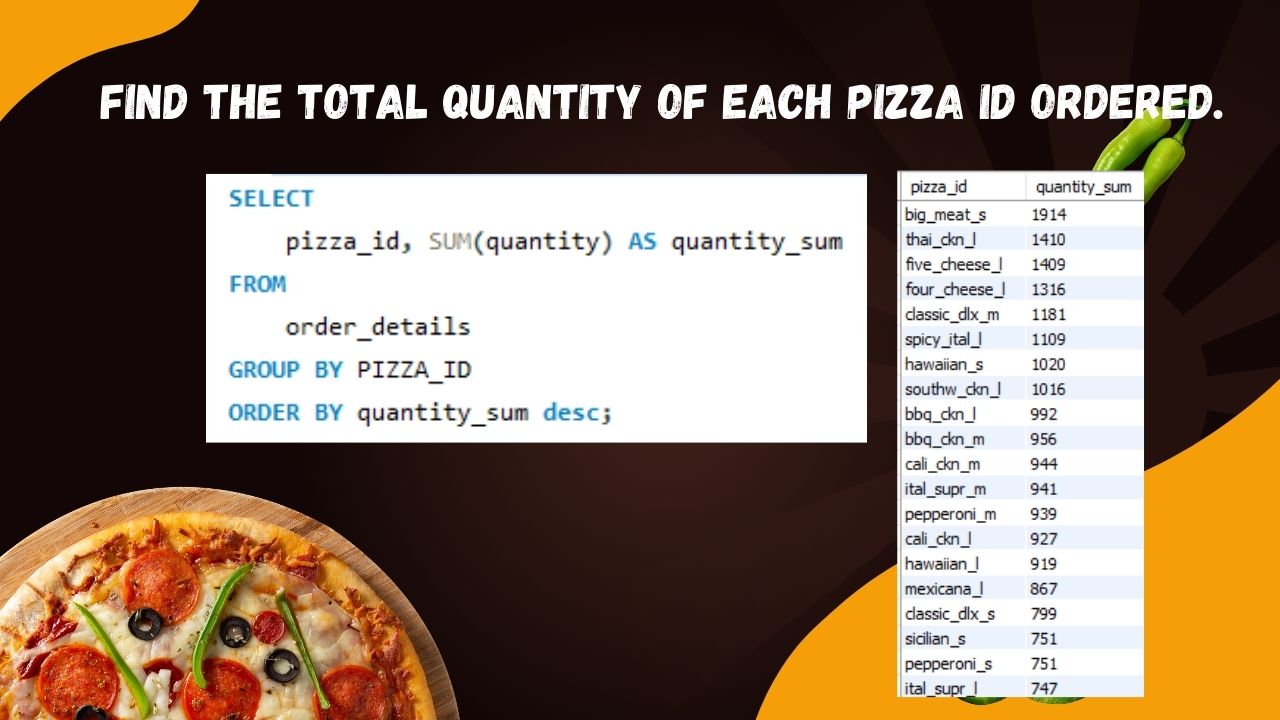 FIND THE TOTAL QUANTITY OF EACH PIZZA ID ORDERED.
SELECT
pizza_id, SUM(quantity) AS quantity_sum
FROM
order_details
GROUP BY PIZZA_ID
ORDER BY quantity_sum desc;
pizza_id quantity_sum
big_meat_s 1914
thai_ckn_l 1410
five_cheese_l 1409
four_cheese_l 1316
classic_dlx_m 1181
spicy_ital_l 1109
hawaiian_s 1020
southw_ckn_l 1016
bbq_ckn_l 992
bbq_ckn_m 956
cali_ckn_m 944
ital_supr_m 941
pepperoni_m 939
cali_ckn_l 927
hawaiian_l 919
mexicana_l 867
classic_dlx_s 799
sicilian_s 751
pepperoni_s 751
ital_supr_l 747